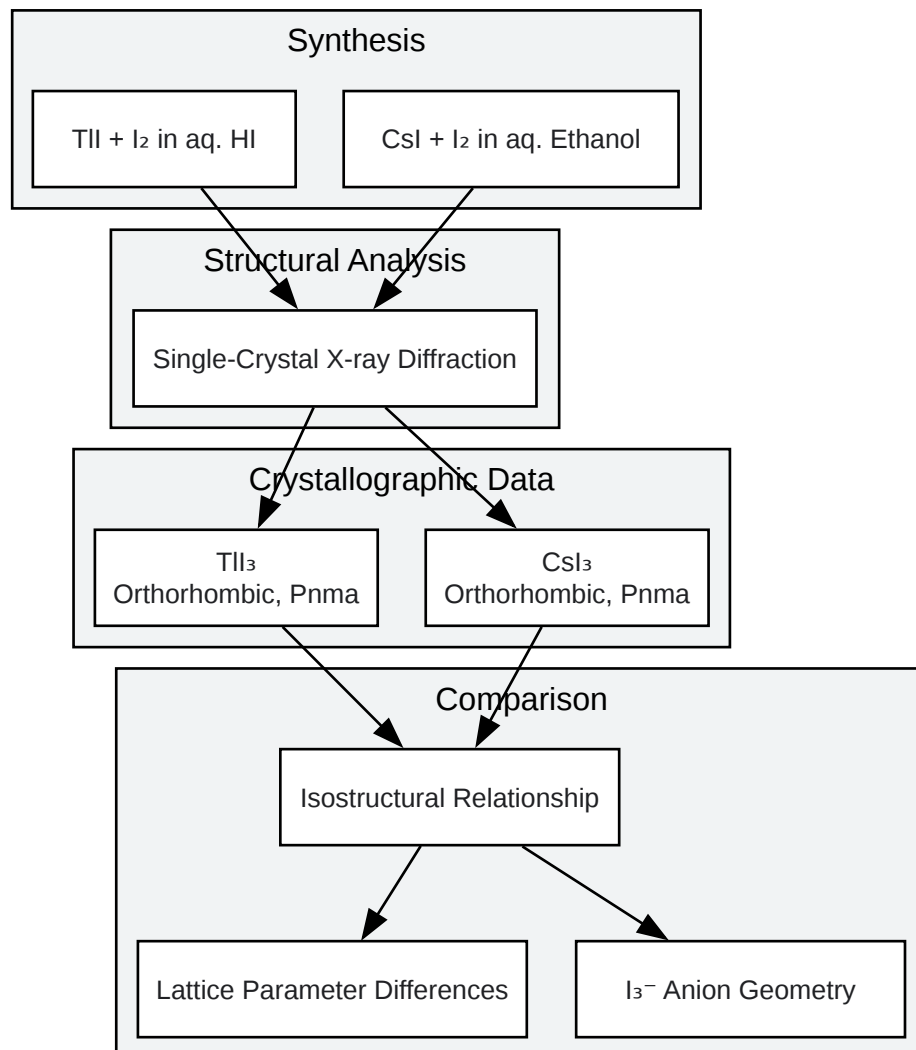 Synthesis
TlI + I₂ in aq. HI
CsI + I₂ in aq. Ethanol
Structural Analysis
Single-Crystal X-ray Diffraction
Crystallographic Data
TlI₃
Orthorhombic, Pnma
CsI₃
Orthorhombic, Pnma
Comparison
Isostructural Relationship
Lattice Parameter Differences
I₃⁻ Anion Geometry